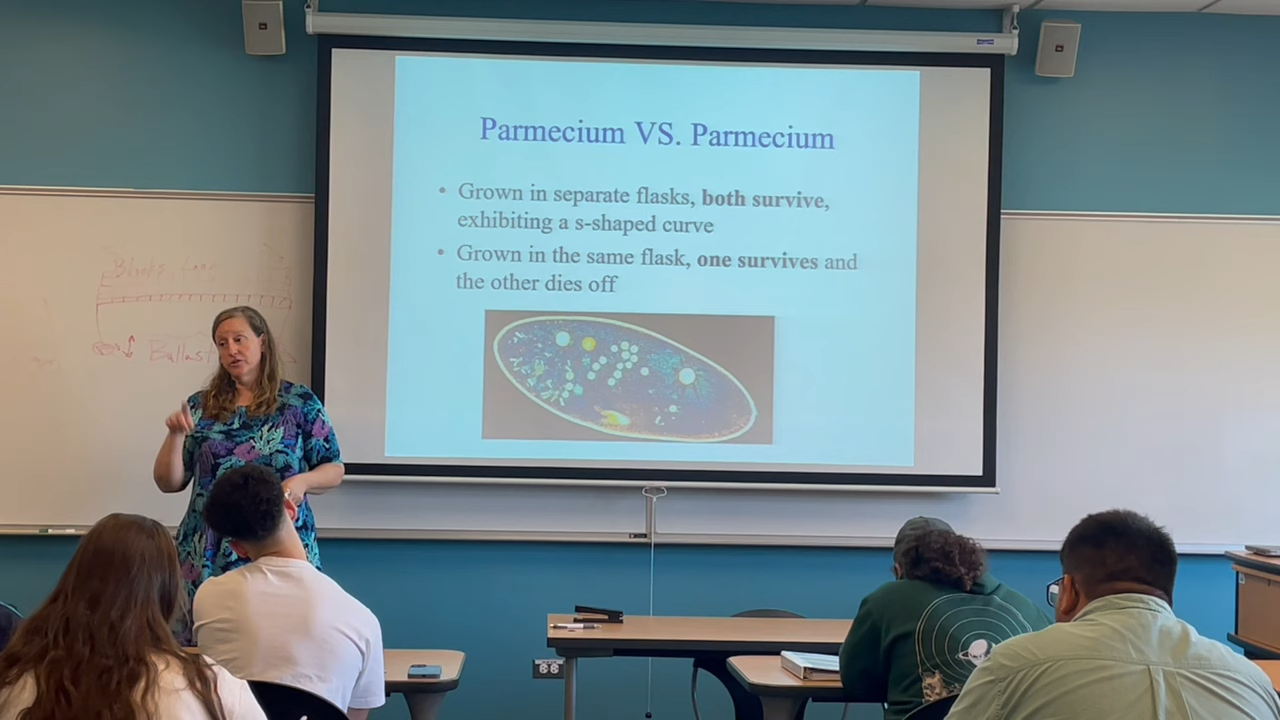 Parmecium VS. Parmecium
• Grown in separate flasks, both survive,
exhibiting a s-shaped curve
• Grown in the same flask, one survives and
the other dies off
Ballast